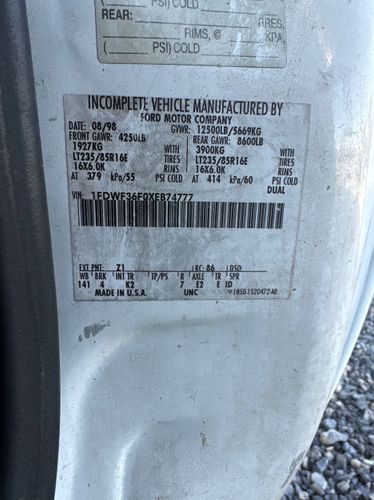 PSI) COLD
REAR:
RIMS, @ KPA,
( PSI) COLD
INCOMPLETE VEHICLE MANUFACTURED BY
FORD MOTOR COMPANY
DATE: 08/98 GVWR: 12500LB/5669KG
FRONT GAWR: 4250LB REAR GAWR: 8600LB
1927KG WITH 3900KG WITH
LT235/85R16E TIRES LT235/85R16E TIRES
16X6.0K RIMS 16X6.0K RIMS
AT 379 kPa/55 PSI COLD AT 414 kPa/60 PSI COLD
DUAL
VIN: 1FDWF36F0XEB74777
EXT PNT: Z1 RC: 86 DSO:
WB BRK INT TR TP/PS R AXLE TR SPR
141 4 K2 7 E2 E JD
MADE IN U.S.A. UNC